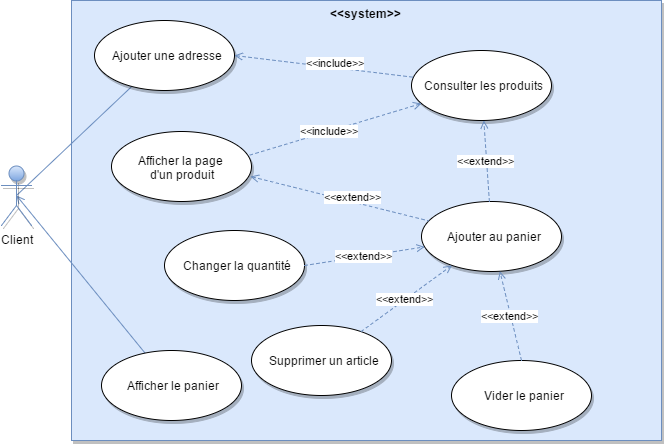 <<system>>
Ajouter une adresse
<<include>>
Consulter les produits
<<include>>
Afficher la page
d'un produit
<<extend>>
<<extend>>
Client
Ajouter au panier
<<extend>>
Changer la quantité
<<extend>>
<<extend>>
Supprimer un article
Afficher le panier
Vider le panier